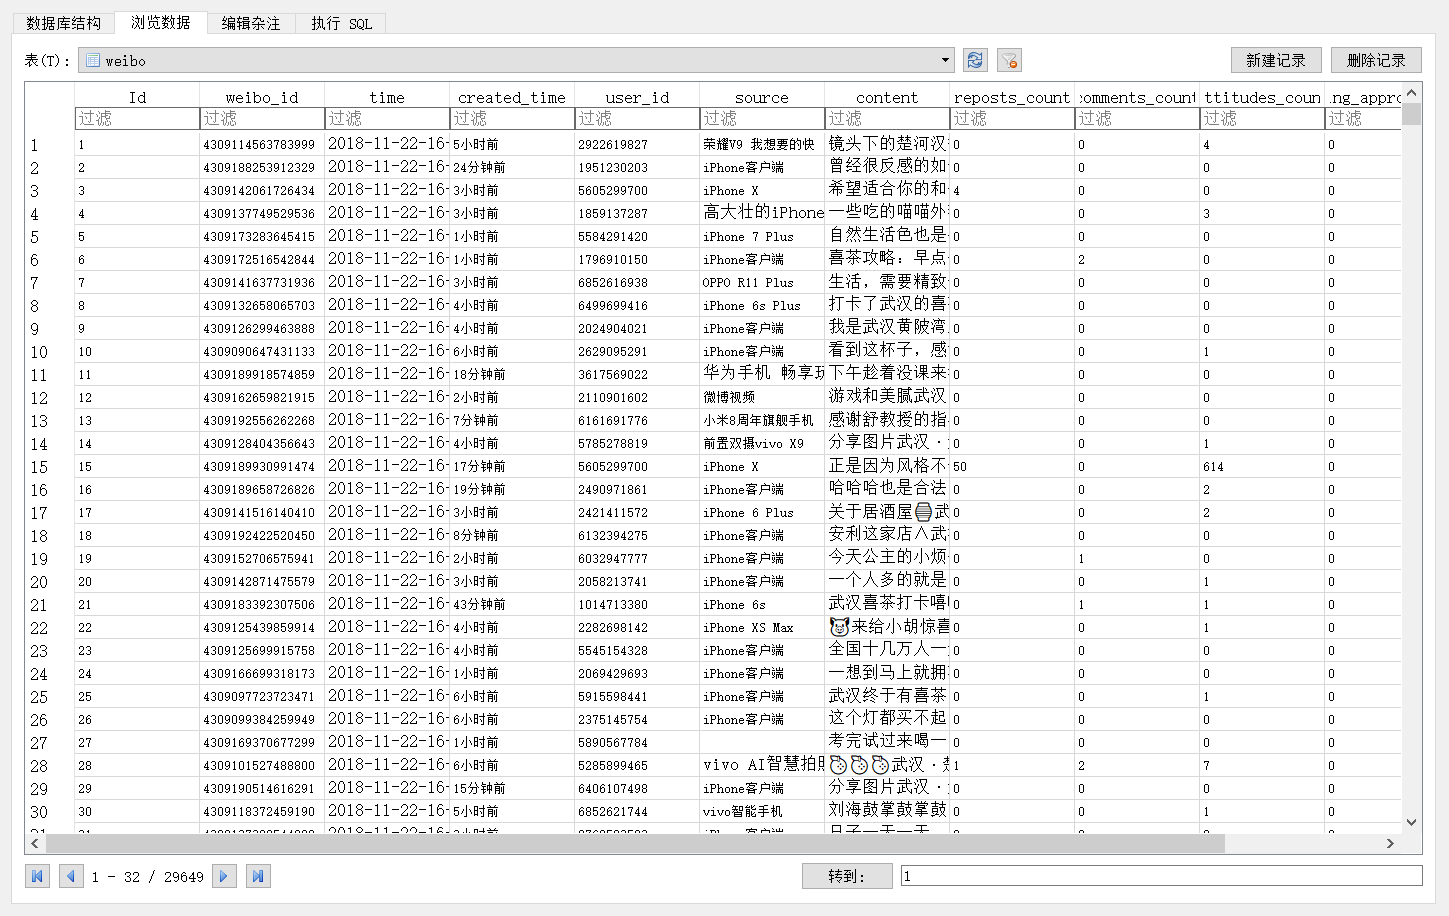 数据库结构 浏览数据 编辑杂注 执行 SQL
表(T): weibo 新建记录 删除记录
Id weibo_id time created_time user_id source content reposts_count omments_count ttitudes_coun ng_appro
过滤 过滤 过滤 过滤 过滤 过滤 过滤 过滤 过滤 过滤 过滤
1 1 4309114563783999 2018-11-22-16- 5小时前 2922619827 荣耀V9 我想要的快 镜头下的楚河汉 0 0 4 0
2 2 4309188253912329 2018-11-22-16- 24分钟前 1951230203 iPhone客户端 曾经很反感的如 0 0 0 0
3 3 4309142061726434 2018-11-22-16- 3小时前 5605299700 iPhone X 希望适合你的和 4 0 0 0
4 4 4309137749529536 2018-11-22-16- 3小时前 1859137287 高大壮的iPhone 一些吃的喵喵外 0 0 3 0
5 5 4309173283645415 2018-11-22-16- 1小时前 5584291420 iPhone 7 Plus 自然生活色也是 0 0 0 0
6 6 4309172516542844 2018-11-22-16- 1小时前 1796910150 iPhone客户端 喜茶攻略：早点 0 2 0 0
7 7 4309141637731936 2018-11-22-16- 3小时前 6852616938 OPPO R11 Plus 生活，需要精致 0 0 0 0
8 8 4309132658065703 2018-11-22-16- 4小时前 6499699416 iPhone 6s Plus 打卡了武汉的喜 0 0 0 0
9 9 4309126299463888 2018-11-22-16- 4小时前 2024904021 iPhone客户端 我是武汉黄陂湾 0 0 0 0
10 10 4309090647431133 2018-11-22-16- 6小时前 2629095291 iPhone客户端 看到这杯子，感 0 0 1 0
11 11 4309189918574859 2018-11-22-16- 18分钟前 3617569022 华为手机 畅享玩 下午趁着没课来 0 0 0 0
12 12 4309162659821915 2018-11-22-16- 2小时前 2110901602 微博视频 游戏和美腻武汉 0 0 0 0
13 13 4309192556262268 2018-11-22-16- 7分钟前 6161691776 小米8周年旗舰手机 感谢舒教授的指 0 0 0 0
14 14 4309128404356643 2018-11-22-16- 4小时前 5785278819 前置双摄vivo X9 分享图片武汉· 0 0 1 0
15 15 4309189930991474 2018-11-22-16- 17分钟前 5605299700 iPhone X 正是因为风格不 50 0 614 0
16 16 4309189658726826 2018-11-22-16- 19分钟前 2490971861 iPhone客户端 哈哈哈也是合法 0 0 2 0
17 17 4309141516140410 2018-11-22-16- 3小时前 2421411572 iPhone 6 Plus 关于居酒屋🏮武 0 0 2 0
18 18 4309192422520450 2018-11-22-16- 8分钟前 6132394275 iPhone客户端 安利这家店∧武 0 0 0 0
19 19 4309152706575941 2018-11-22-16- 2小时前 6032947777 iPhone客户端 今天公主的小烦 0 1 0 0
20 20 4309142871475579 2018-11-22-16- 3小时前 2058213741 iPhone客户端 一个人多的就是 0 0 1 0
21 21 4309183392307506 2018-11-22-16- 43分钟前 1014713380 iPhone 6s 武汉喜茶打卡嘻 0 1 1 0
22 22 4309125439859914 2018-11-22-16- 4小时前 2282698142 iPhone XS Max 🐷来给小胡惊喜 0 0 1 0
23 23 4309125699915758 2018-11-22-16- 4小时前 5545154328 iPhone客户端 全国十几万人一 0 0 0 0
24 24 4309166699318173 2018-11-22-16- 1小时前 2069429693 iPhone客户端 一想到马上就拥 0 0 0 0
25 25 4309097723723471 2018-11-22-16- 6小时前 5915598441 iPhone客户端 武汉终于有喜茶 0 0 1 0
26 26 4309099384259949 2018-11-22-16- 6小时前 2375145754 iPhone客户端 这个灯都买不起 0 0 0 0
27 27 4309169370677299 2018-11-22-16- 1小时前 5890567784 考完试过来喝一 0 0 0 0
28 28 4309101527488800 2018-11-22-16- 6小时前 5285899465 vivo AI智慧拍照 武汉·楚 1 2 7 0
29 29 4309190514616291 2018-11-22-16- 15分钟前 6406107498 iPhone客户端 分享图片武汉· 0 0 0 0
30 30 4309118372459190 2018-11-22-16- 5小时前 6852621744 vivo智能手机 刘海鼓掌鼓掌鼓 0 0 1 0
1 - 32 / 29649 转到: 1